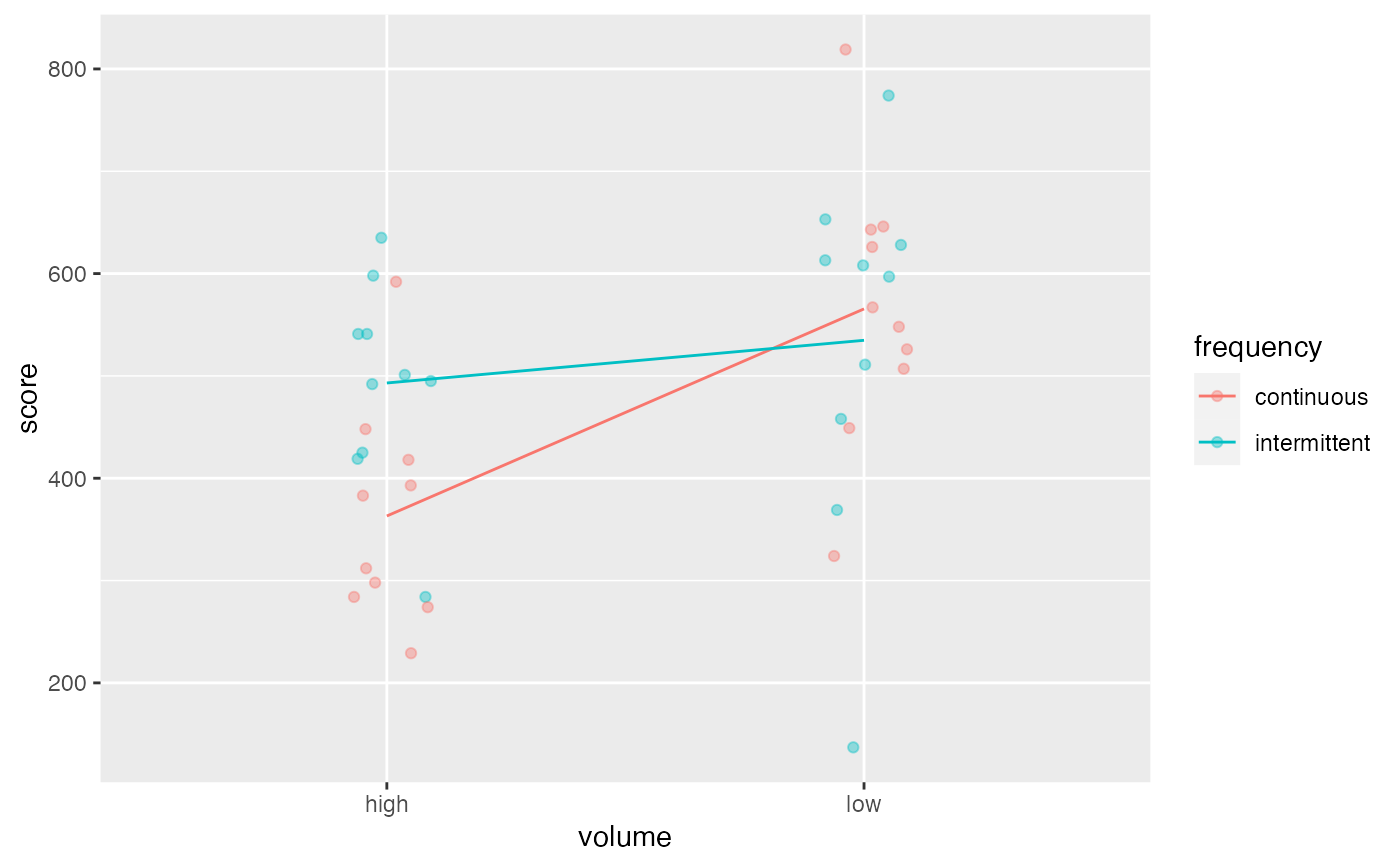 800
600
400
200
score
high
low
volume
frequency
continuous
intermittent